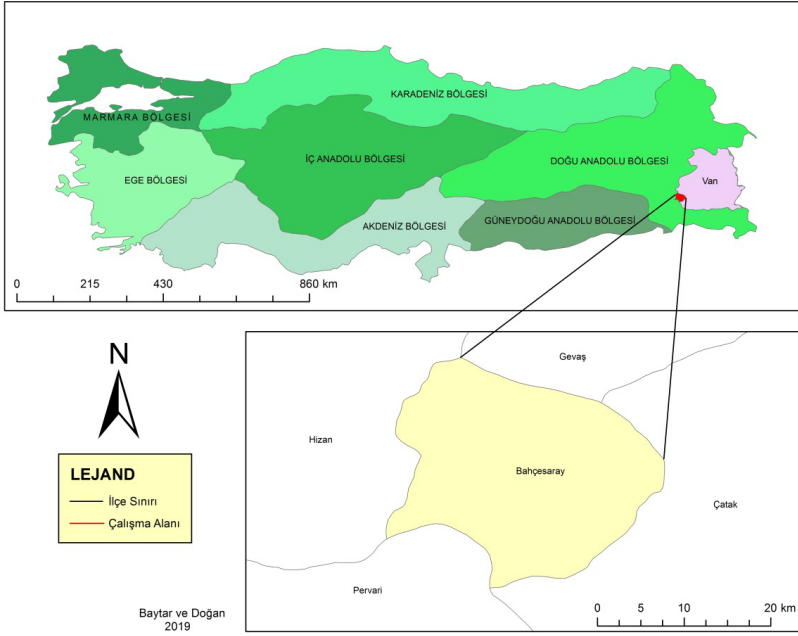 KARADENİZ BÖLGESİ
MARMARA BÖLGESİ
İÇ ANADOLU BÖLGESİ
DOĞU ANADOLU BÖLGESİ
Van
EGE BÖLGESİ
AKDENİZ BÖLGESİ
GÜNEYDOĞU ANADOLU BÖLGESİ
0 215 430 860 km
N
Gevaş
Hizan
Bahçesaray
Çatak
Pervari
LEJAND
İlçe Sınırı
Çalışma Alanı
Baytar ve Doğan
2019
0 5 10 20 km